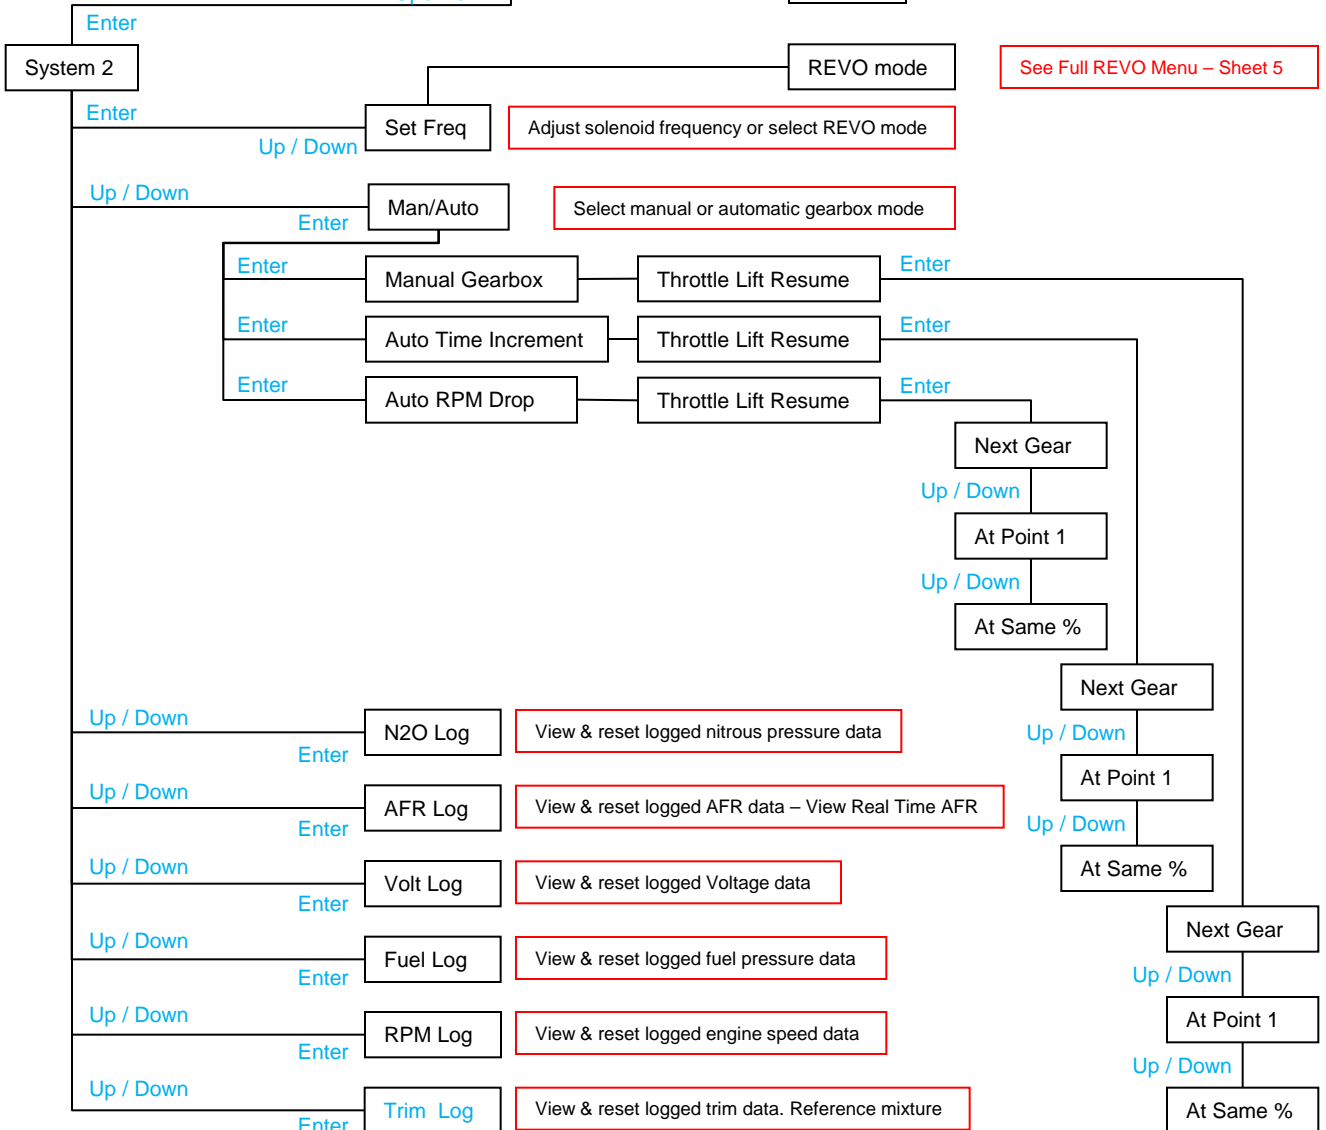 Enter
System 2
REVO mode
See Full REVO Menu – Sheet 5
Enter
Set Freq
Adjust solenoid frequency or select REVO mode
Up / Down
Up / Down
Man/Auto
Select manual or automatic gearbox mode
Enter
Enter
Manual Gearbox
Throttle Lift Resume
Enter
Enter
Auto Time Increment
Throttle Lift Resume
Enter
Enter
Auto RPM Drop
Throttle Lift Resume
Enter
Next Gear
Up / Down
At Point 1
Up / Down
At Same %
Next Gear
Up / Down
At Point 1
Up / Down
At Same %
Next Gear
Up / Down
At Point 1
Up / Down
At Same %
Up / Down
N2O Log
View & reset logged nitrous pressure data
Enter
Up / Down
AFR Log
View & reset logged AFR data – View Real Time AFR
Enter
Up / Down
Volt Log
View & reset logged Voltage data
Enter
Up / Down
Fuel Log
View & reset logged fuel pressure data
Enter
Up / Down
RPM Log
View & reset logged engine speed data
Enter
Up / Down
Trim Log
View & reset logged trim data. Reference mixture
Enter